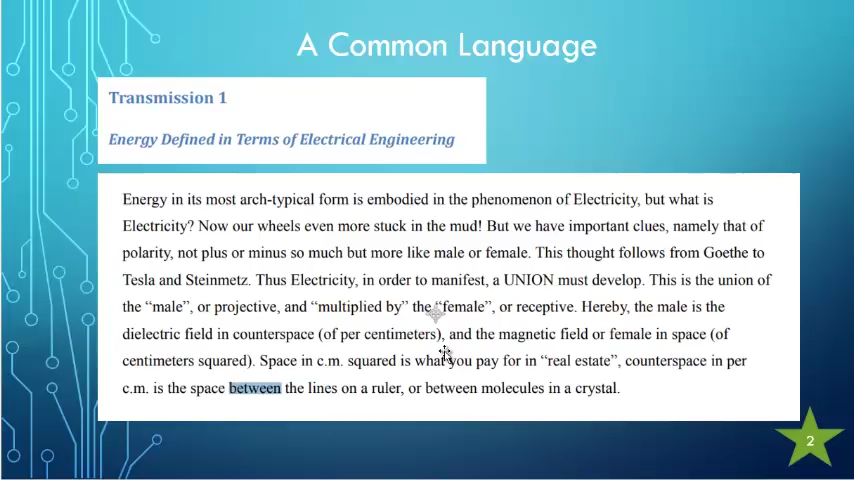 A Common Language
Transmission 1
Energy Defined in Terms of Electrical Engineering
Energy in its most arch-typical form is embodied in the phenomenon of Electricity, but what is
Electricity? Now our wheels even more stuck in the mud! But we have important clues, namely that of
polarity, not plus or minus so much but more like male or female. This thought follows from Goethe to
Tesla and Steinmetz. Thus Electricity, in order to manifest, a UNION must develop. This is the union of
the “male”, or projective, and “multiplied by” the “female”, or receptive. Hereby, the male is the
dielectric field in counterspace (of per centimeters), and the magnetic field or female in space (of
centimeters squared). Space in c.m. squared is what you pay for in “real estate”, counterspace in per
c.m. is the space between the lines on a ruler, or between molecules in a crystal.
2